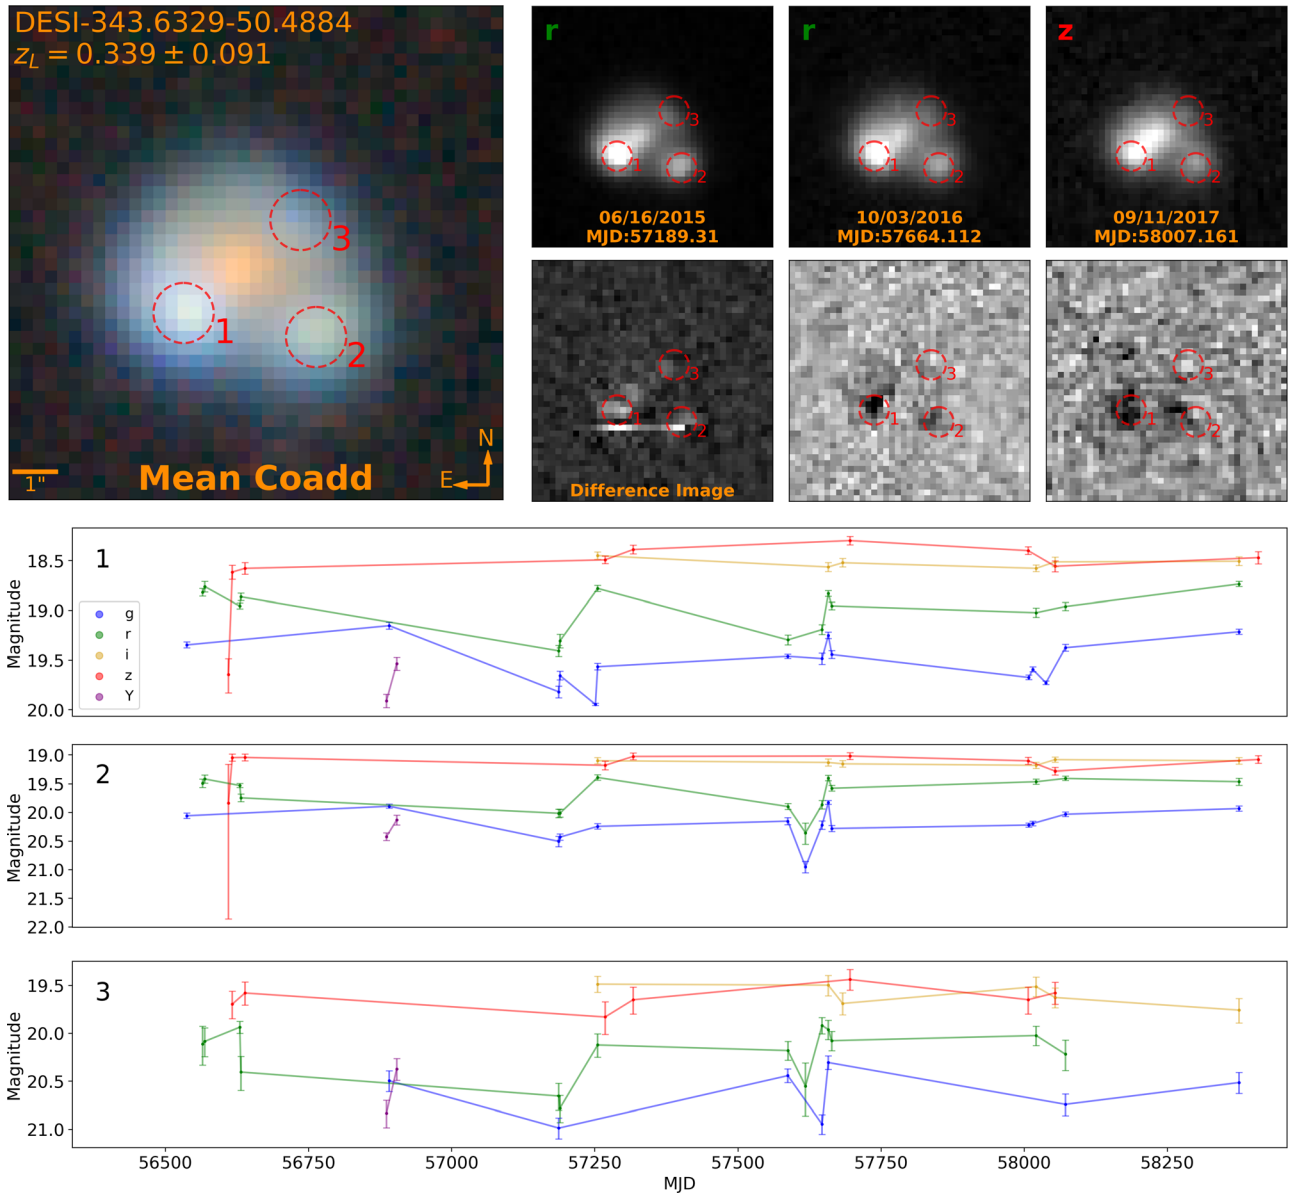 DESI-343.6329-50.4884
z_L = 0.339 ± 0.091
1
2
3
N
E
1"
Mean Coadd
r
3
1
2
06/16/2015
MJD:57189.31
r
3
1
2
10/03/2016
MJD:57664.112
z
3
1
2
09/11/2017
MJD:58007.161
3
1
2
Difference Image
3
1
2
3
1
2
1
Magnitude
18.5
19.0
19.5
20.0
g
r
i
z
Y
2
Magnitude
19.0
19.5
20.0
20.5
21.0
21.5
22.0
3
Magnitude
19.5
20.0
20.5
21.0
56500 56750 57000 57250 57500 57750 58000 58250
MJD